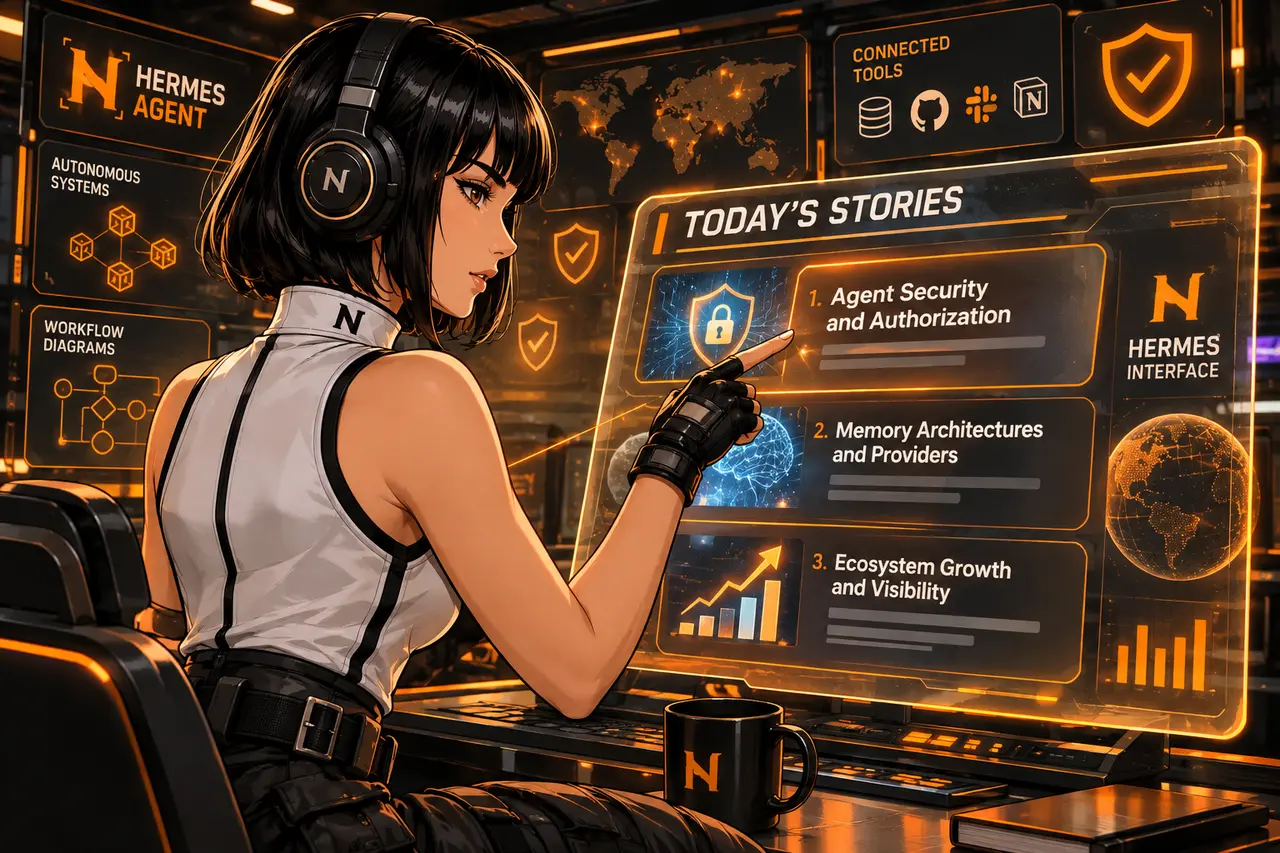 N HERMES
AGENT
AUTONOMOUS
SYSTEMS
WORKFLOW
DIAGRAMS
N
N
CONNECTED
TOOLS
N
TODAY'S STORIES
1. Agent Security
and Authorization
2. Memory Architectures
and Providers
3. Ecosystem Growth
and Visibility
N
HERMES
INTERFACE
N